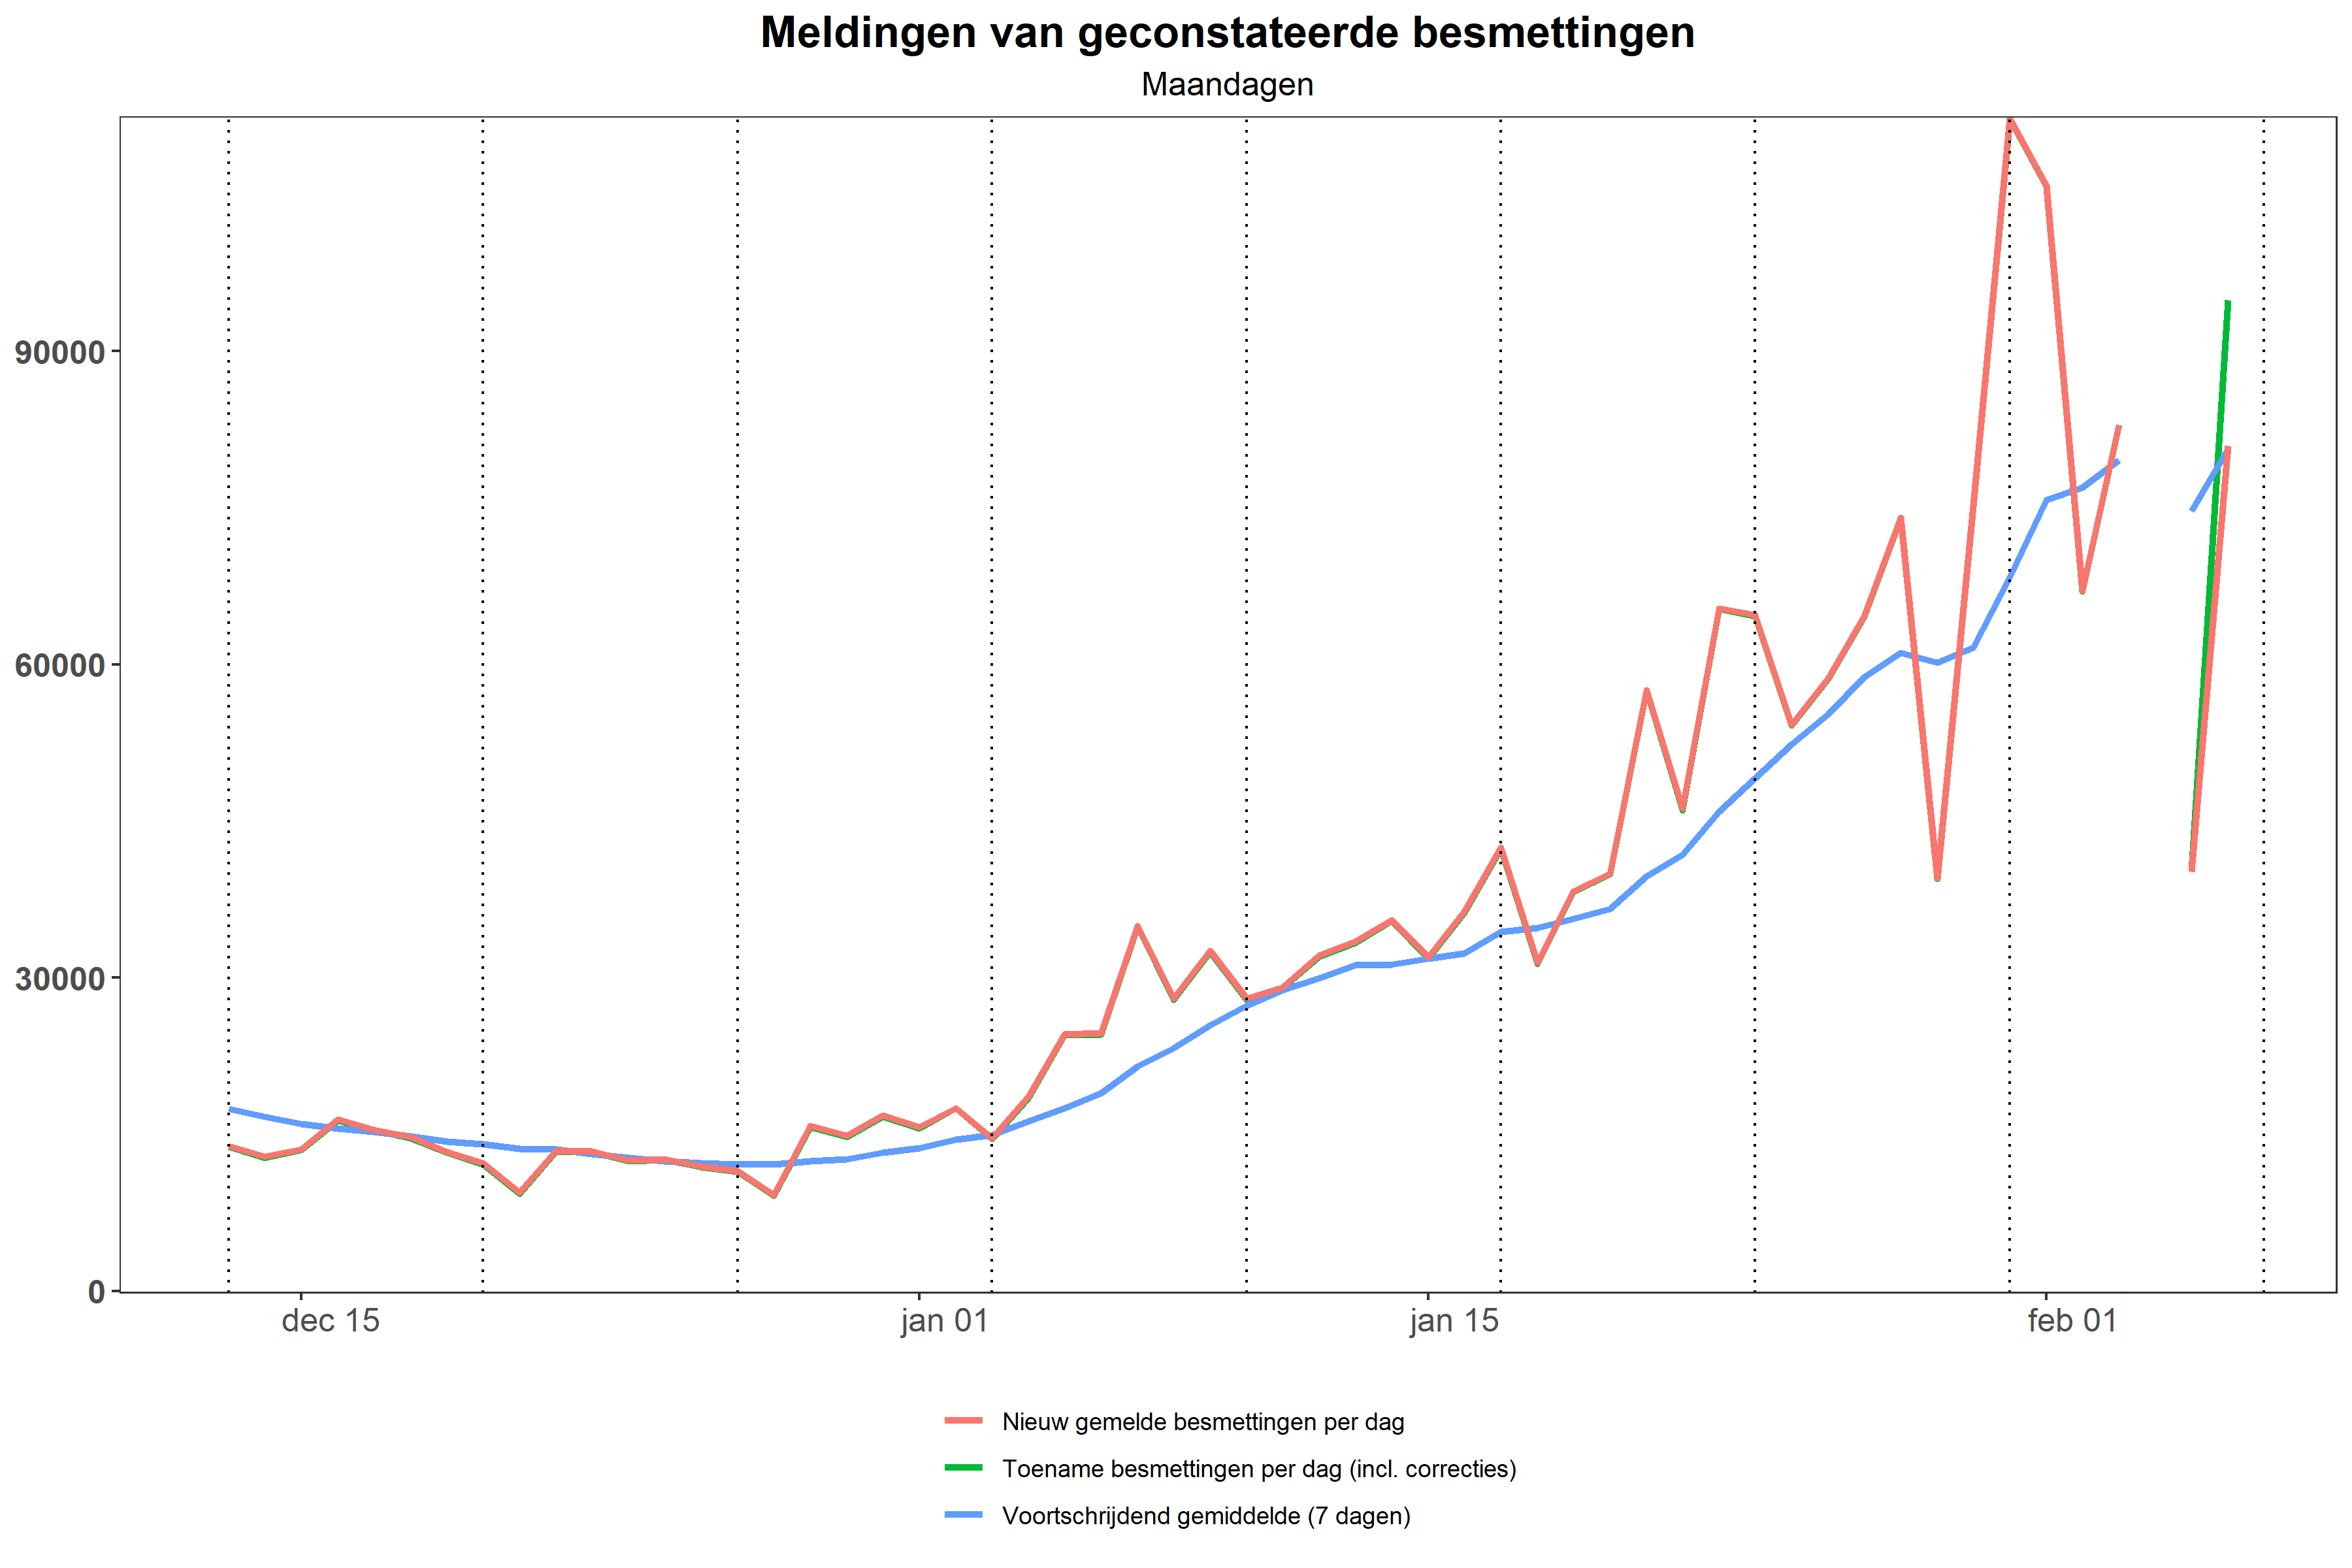 Meldingen van geconstateerde besmettingen
Maandagen
90000
60000
30000
0
dec 15
jan 01
jan 15
feb 01
Nieuw gemelde besmettingen per dag
Toename besmettingen per dag (incl. correcties)
Voortschrijdend gemiddelde (7 dagen)